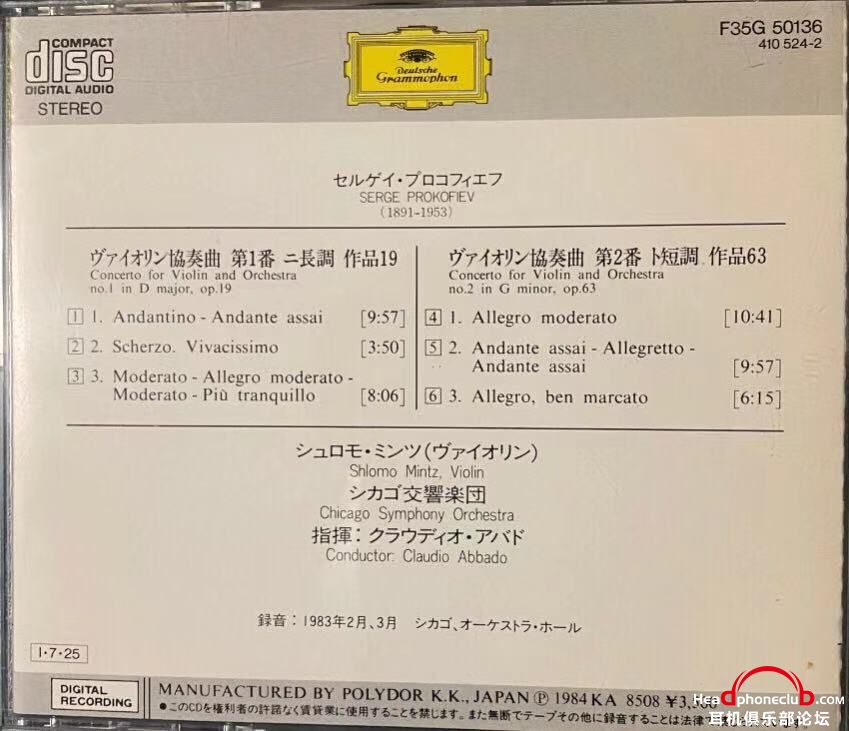 COMPACT
disc
DIGITAL AUDIO
STEREO
Deutsche
Grammophon
F35G 50136
410 524-2
セルゲイ・プロコフィエフ
SERGE PROKOFIEV
(1891-1953)
ヴァイオリン協奏曲 第1番 ニ長調 作品19
Concerto for Violin and Orchestra
no.1 in D major, op.19
1 1. Andantino - Andante assai [9:57]
2 2. Scherzo. Vivacissimo [3:50]
3 3. Moderato - Allegro moderato -
Moderato - Più tranquillo [8:06]
ヴァイオリン協奏曲 第2番 ト短調 作品63
Concerto for Violin and Orchestra
no.2 in G minor, op.63
4 1. Allegro moderato [10:41]
5 2. Andante assai - Allegretto -
Andante assai [9:57]
6 3. Allegro, ben marcato [6:15]
シュロモ・ミンツ(ヴァイオリン)
Shlomo Mintz, Violin
シカゴ交響楽団
Chicago Symphony Orchestra
指揮：クラウディオ・アバド
Conductor: Claudio Abbado
録音：1983年2月、3月 シカゴ、オーケストラ・ホール
I・7・25
DIGITAL
RECORDING
MANUFACTURED BY POLYDOR K.K., JAPAN Ⓟ 1984 KA 8508
●このCDを権利者の許諾なく賃貸業に使用することを禁じます。また無断でテープその他に録音することは法律で
HeadphoneclUb.com
耳机俱乐部论坛